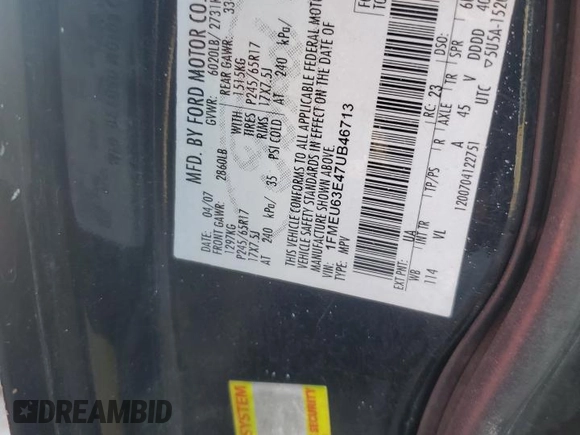 MFD. BY FORD MOTOR CO.
DATE: 04/07
GVWR:
6020LB/ 2731K
FRONT GAWR:
2860LB
REAR GAWR:
1297KG
WITH
1515KG
P245/65R17
TIRES
P245/65R17
17X7.5J
RIMS
17X7.5J
AT 240 kPa/ 35 PSI COLD
AT 240 kPa/
THIS VEHICLE CONFORMS TO ALL APPLICABLE FEDERAL MOTOR
VEHICLE SAFETY STANDARDS
IN EFFECT ON THE DATE OF
MANUFACTURE SHOWN ABOVE.
VIN: 1FMEU63E47UB46713
TYPE: MPV
EXT PNT: UA
RC: 23
DSO:
WB
INT TR
TP/PS
R
AXLE
TR
SPR
114
VL
A
45
V
DDDD
1200704122751
UTC
5U5A-1520
SYSTEM
SECURITY
DREAMBID